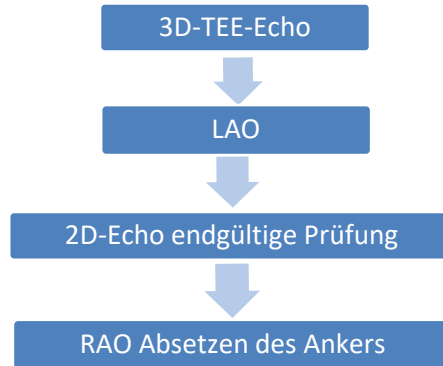 3D-TEE-Echo
LAO
2D-Echo endgültige Prüfung
RAO Absetzen des Ankers